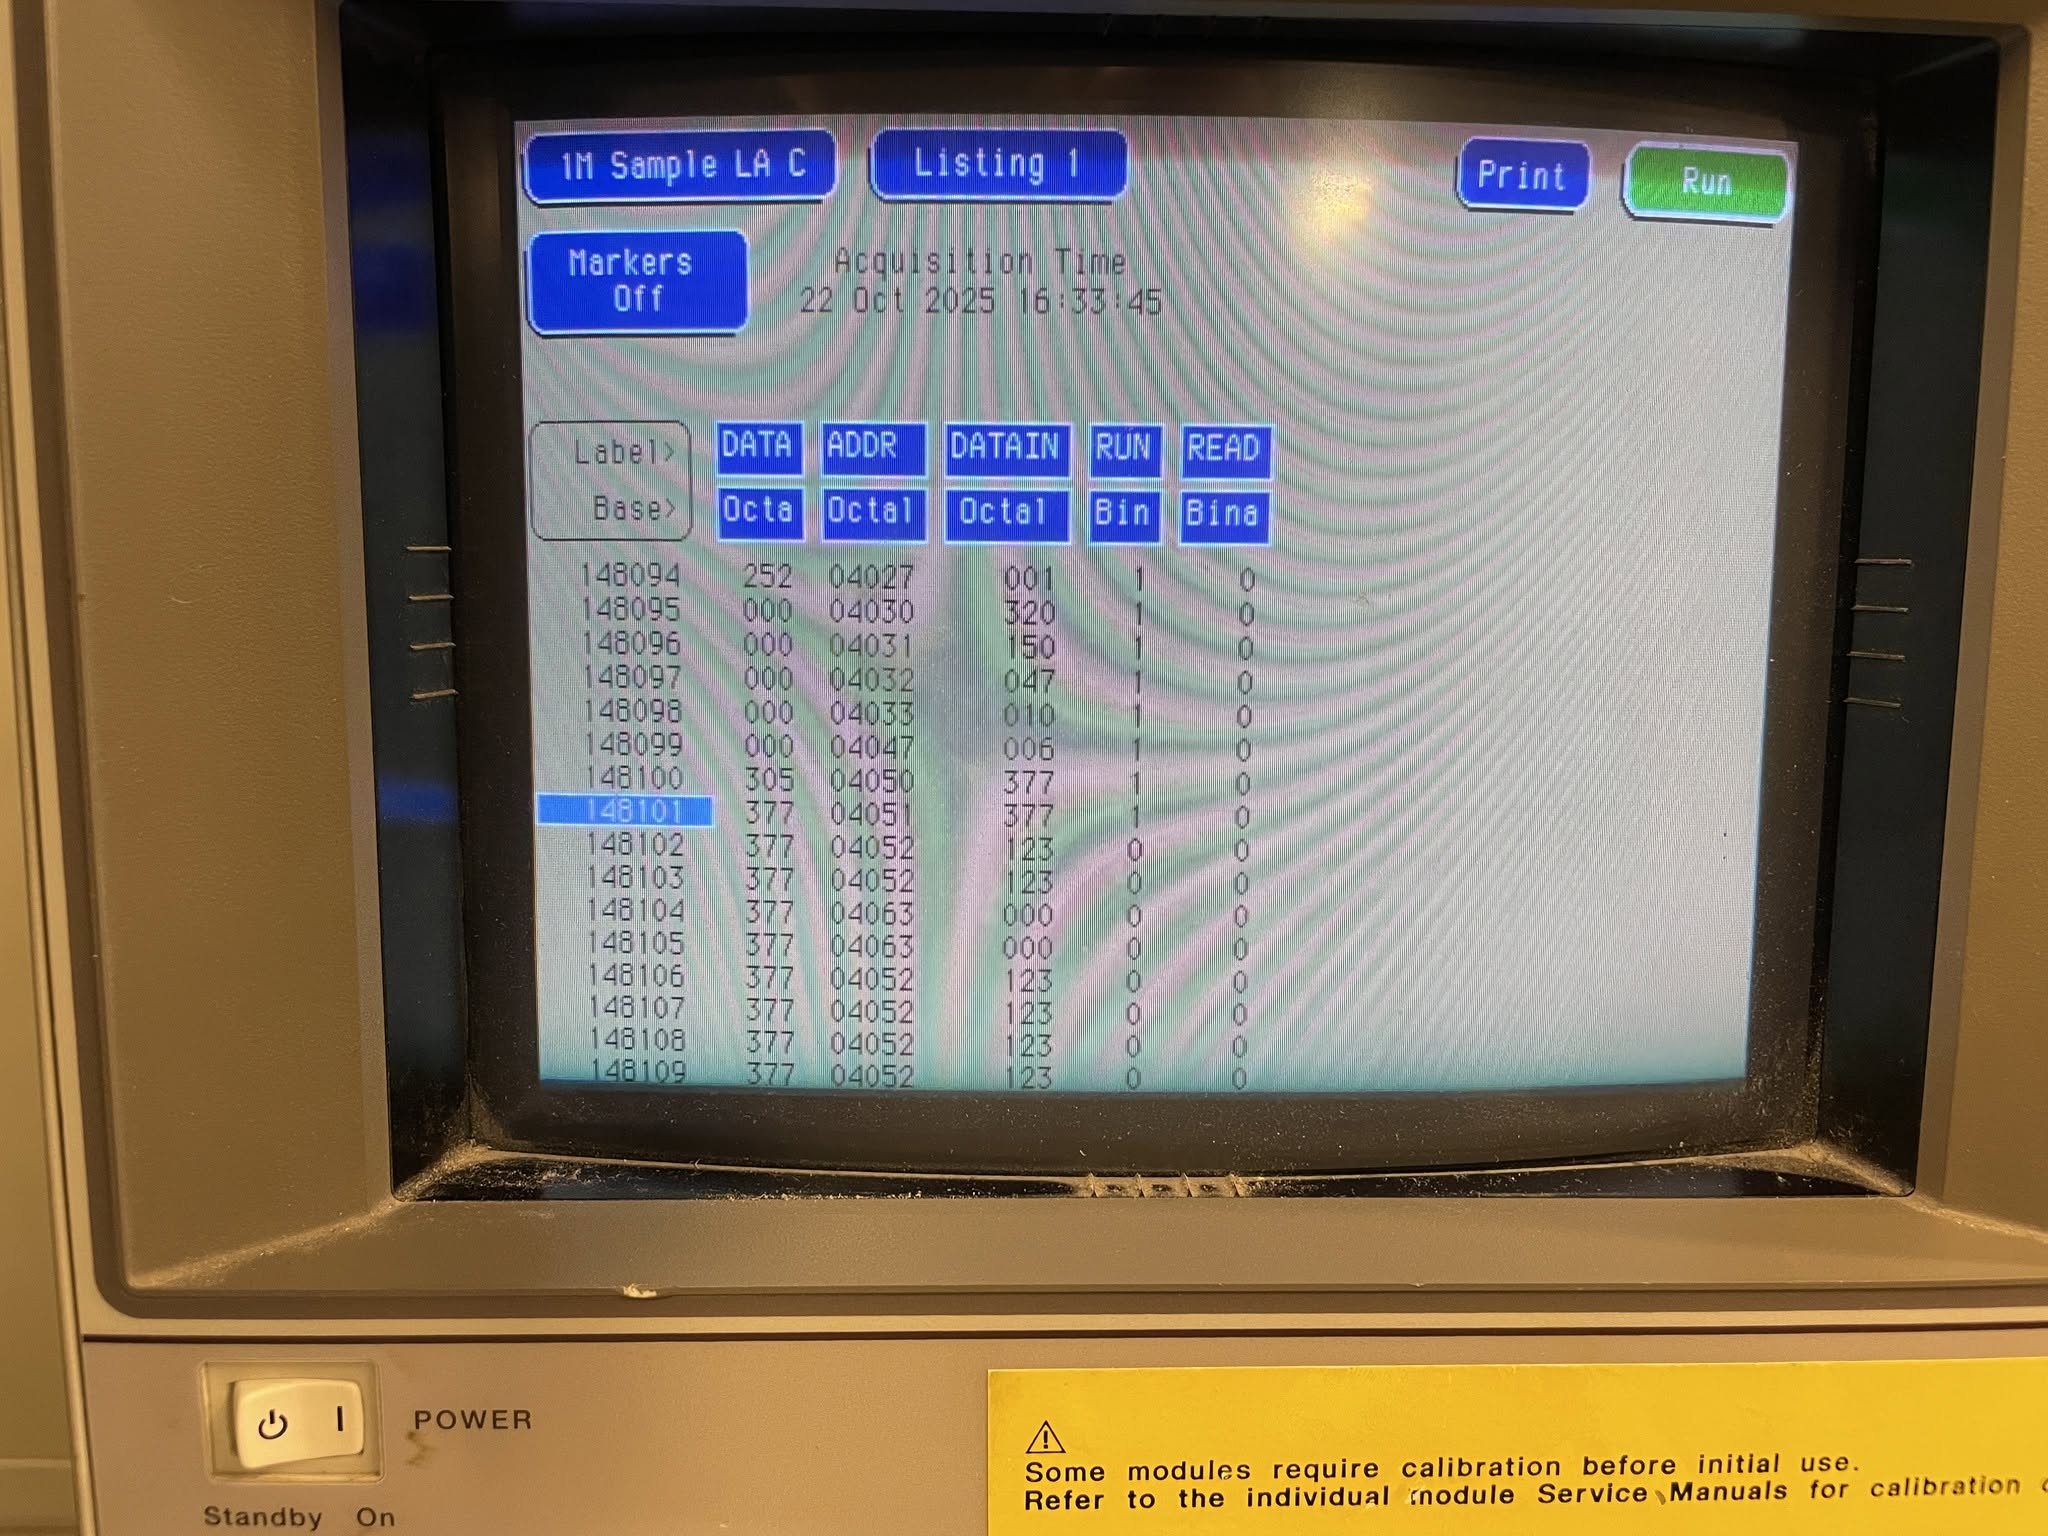 1M Sample LA C Listing 1 Print Run
Markers Off
Acquisition Time
22 Oct 2025 16:33:45
Label> DATA ADDR DATAIN RUN READ
Base> Octa Octal Octal Bin Bina
148094 252 04027 001 1 0
148095 000 04030 320 1 0
148096 000 04031 150 1 0
148097 000 04032 047 1 0
148098 000 04033 010 1 0
148099 000 04047 006 1 0
148100 305 04050 377 1 0
148101 377 04051 377 1 0
148102 377 04052 123 0 0
148103 377 04052 123 0 0
148104 377 04063 000 0 0
148105 377 04063 000 0 0
148106 377 04052 123 0 0
148107 377 04052 123 0 0
148108 377 04052 123 0 0
148109 377 04052 123 0 0
POWER
Standby On
Some modules require calibration before initial use.
Refer to the individual module Service Manuals for calibration